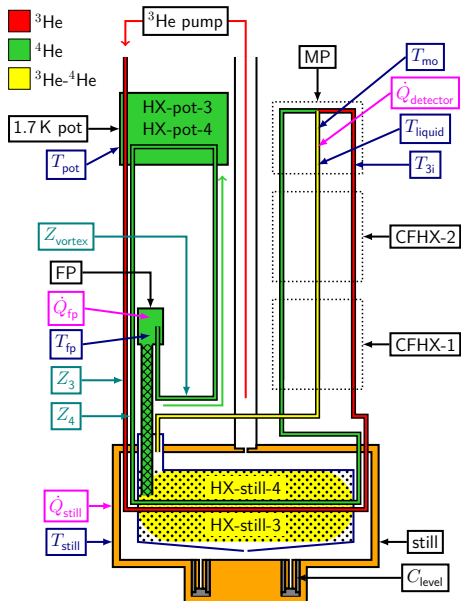 ³He
⁴He
³He-⁴He
³He pump
MP
T_mo
Q̇_detector
T_liquid
T_3i
HX-pot-3
HX-pot-4
1.7 K pot
T_pot
Z_vortex
CFHX-2
FP
Q̇_fp
T_fp
CFHX-1
Z_3
Z_4
HX-still-4
Q̇_still
HX-still-3
T_still
still
C_level